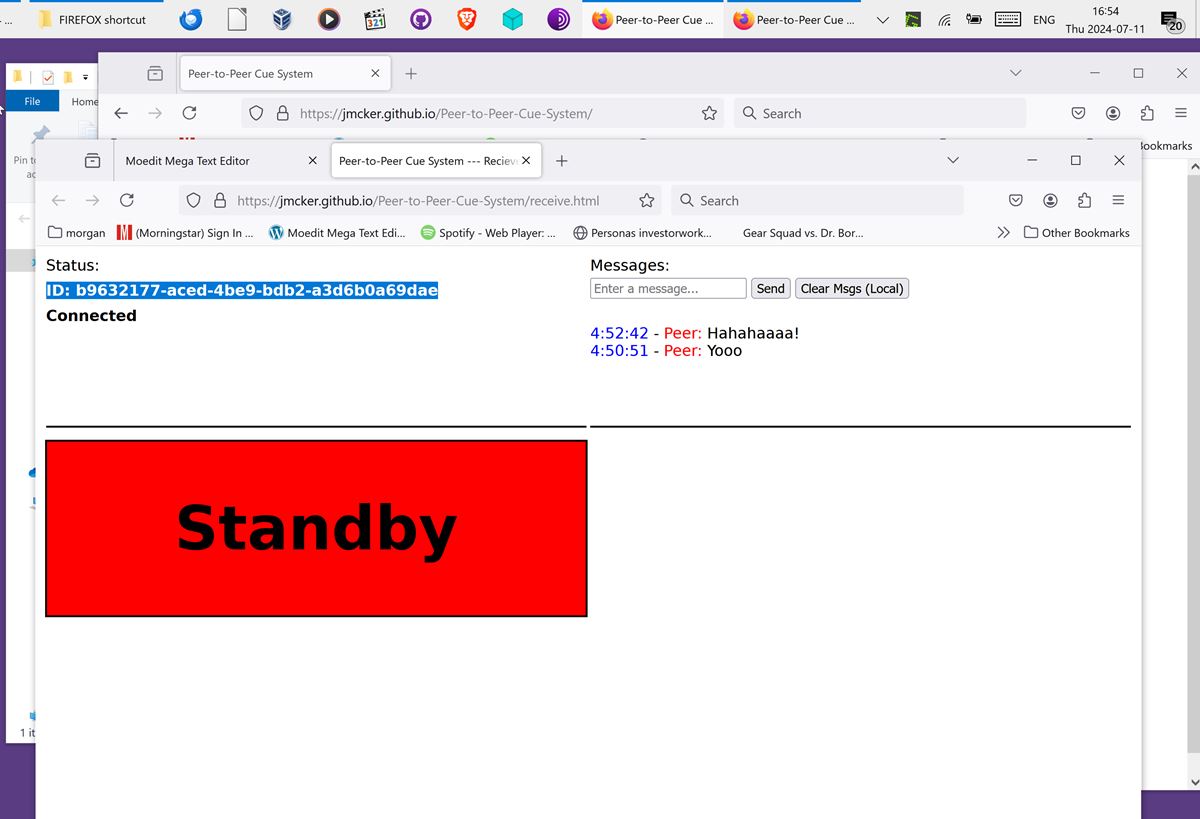 FIREFOX shortcut
321
Peer-to-Peer Cue ...
Peer-to-Peer Cue ...
ENG
16:54
Thu 2024-07-11
20
Peer-to-Peer Cue System
File
Home
https://jmcker.github.io/Peer-to-Peer-Cue-System/
Search
Pin to
ac
Bookmarks
Moedit Mega Text Editor
Peer-to-Peer Cue System --- Reciev
https://jmcker.github.io/Peer-to-Peer-Cue-System/receive.html
Search
morgan
(Morningstar) Sign In ...
Moedit Mega Text Edi...
Spotify - Web Player: ...
Personas investorwork...
Gear Squad vs. Dr. Bor...
Other Bookmarks
Status:
ID: b9632177-aced-4be9-bdb2-a3d6b0a69dae
Connected
Messages:
Enter a message...
Send
Clear Msgs (Local)
4:52:42 - Peer: Hahahaaaa!
4:50:51 - Peer: Yooo
Standby
1 it